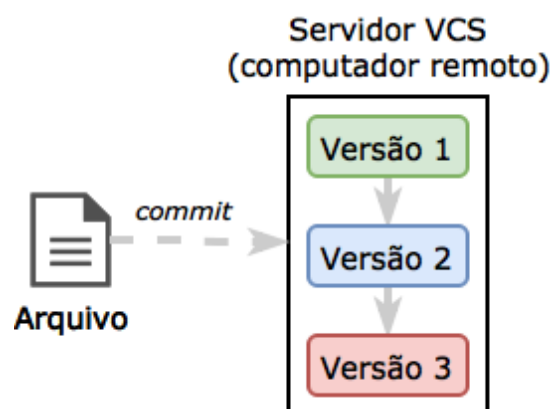 Servidor VCS
(computador remoto)
Versão 1
commit
Versão 2
Arquivo
Versão 3